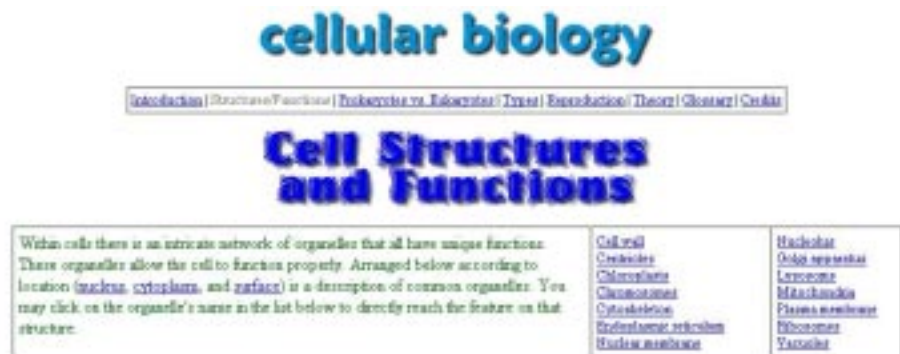 cellular biology
Introduction | Structures/Functions | Prokaryotes vs. Eukaryotes | Types | Reproduction | Theory | Glossary | Credits
Cell Structures
and Functions
Within cells there is an intricate network of organelles that all have unique functions.
These organelles allow the cell to function properly. Arranged below according to
location (nucleus, cytoplasm, and surface) is a description of common organelles. You
may click on the organelle's name in the list below to directly reach the feature on that
structure.
Cell wall
Centrioles
Chloroplasts
Chromosomes
Cytoskeleton
Endoplasmic reticulum
Nuclear membrane
Nucleolus
Golgi apparatus
Lysosome
Mitochondria
Plasma membrane
Ribosomes
Vacuoles